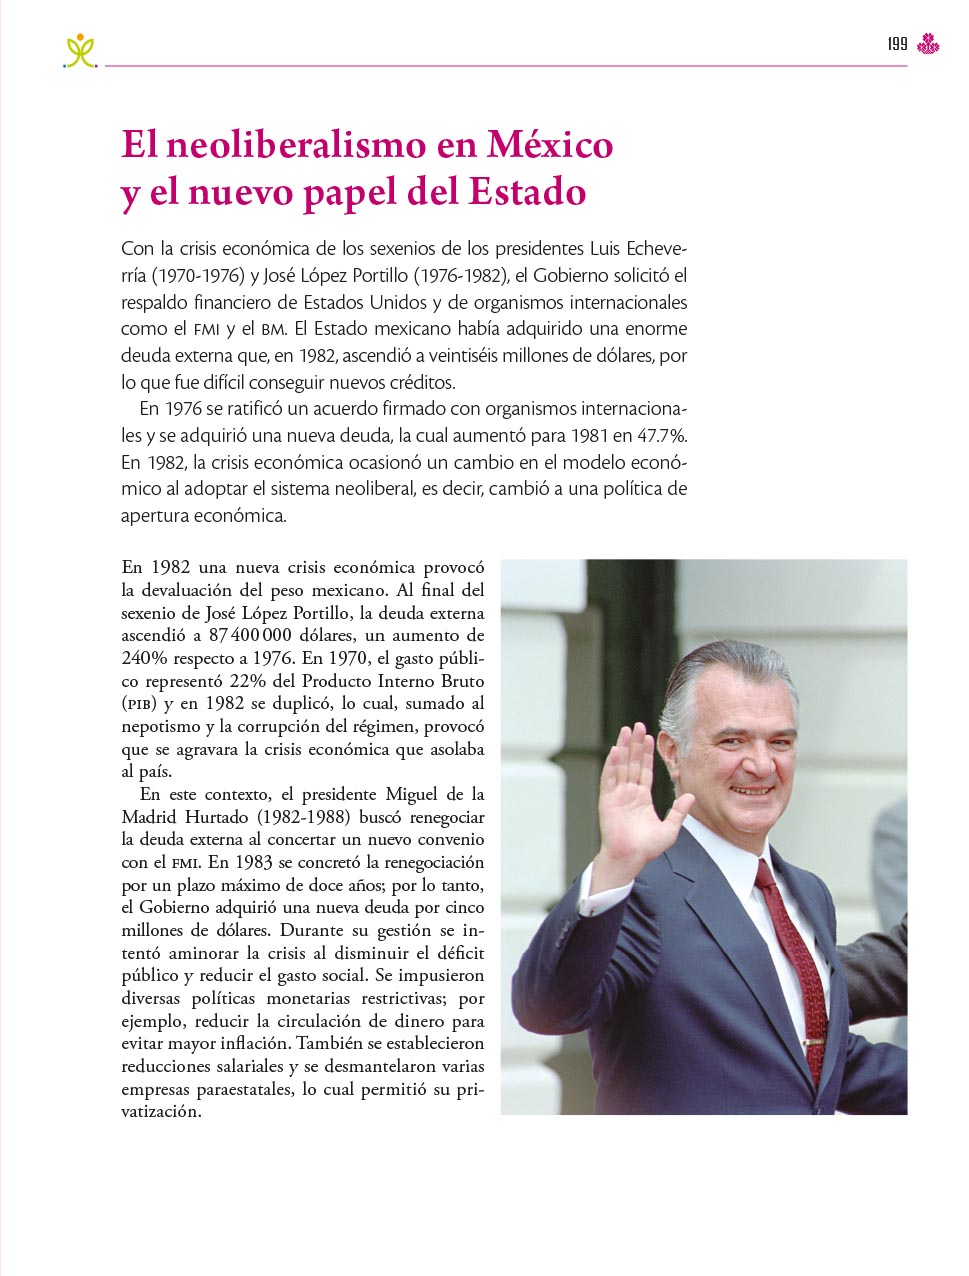 199
El neoliberalismo en México
y el nuevo papel del Estado
Con la crisis económica de los sexenios de los presidentes Luis Echeve-
rría (1970-1976) y José López Portillo (1976-1982), el Gobierno solicitó el
respaldo financiero de Estados Unidos y de organismos internacionales
como el FMI y el BM. El Estado mexicano había adquirido una enorme
deuda externa que, en 1982, ascendió a veintiséis millones de dólares, por
lo que fue difícil conseguir nuevos créditos.
En 1976 se ratificó un acuerdo firmado con organismos internaciona-
les y se adquirió una nueva deuda, la cual aumentó para 1981 en 47.7%.
En 1982, la crisis económica ocasionó un cambio en el modelo econó-
mico al adoptar el sistema neoliberal, es decir, cambió a una política de
apertura económica.
En 1982 una nueva crisis económica provocó
la devaluación del peso mexicano. Al final del
sexenio de José López Portillo, la deuda externa
ascendió a 87 400 000 dólares, un aumento de
240% respecto a 1976. En 1970, el gasto públi-
co representó 22% del Producto Interno Bruto
(PIB) y en 1982 se duplicó, lo cual, sumado al
nepotismo y la corrupción del régimen, provocó
que se agravara la crisis económica que asolaba
al país.
En este contexto, el presidente Miguel de la
Madrid Hurtado (1982-1988) buscó renegociar
la deuda externa al concertar un nuevo convenio
con el FMI. En 1983 se concretó la renegociación
por un plazo máximo de doce años; por lo tanto,
el Gobierno adquirió una nueva deuda por cinco
millones de dólares. Durante su gestión se in-
tentó aminorar la crisis al disminuir el déficit
público y reducir el gasto social. Se impusieron
diversas políticas monetarias restrictivas; por
ejemplo, reducir la circulación de dinero para
evitar mayor inflación. También se establecieron
reducciones salariales y se desmantelaron varias
empresas paraestatales, lo cual permitió su pri-
vatización.